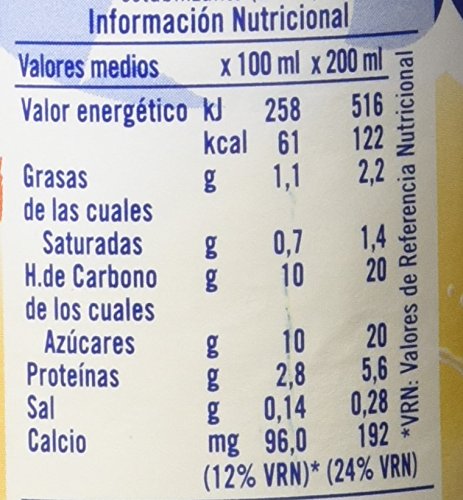 Información Nutricional
Valores medios x 100 ml x 200 ml
Valor energético kJ 258 516
kcal 61 122
Grasas g 1,1 2,2
de las cuales
Saturadas g 0,7 1,4
H.de Carbono g 10 20
de los cuales
Azúcares g 10 20
Proteínas g 2,8 5,6
Sal g 0,14 0,28
Calcio mg 96,0 192
(12% VRN)* (24% VRN)
*VRN: Valores de Referencia Nutricional